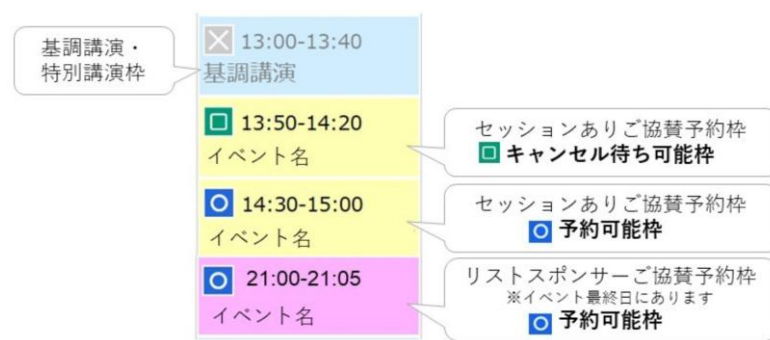 基調講演・
特別講演枠
13:00-13:40
基調講演
13:50-14:20
イベント名
セッションありご協賛予約枠
キャンセル待ち可能枠
14:30-15:00
イベント名
セッションありご協賛予約枠
予約可能枠
21:00-21:05
イベント名
リストスポンサーご協賛予約枠
※イベント最終日にあります
予約可能枠